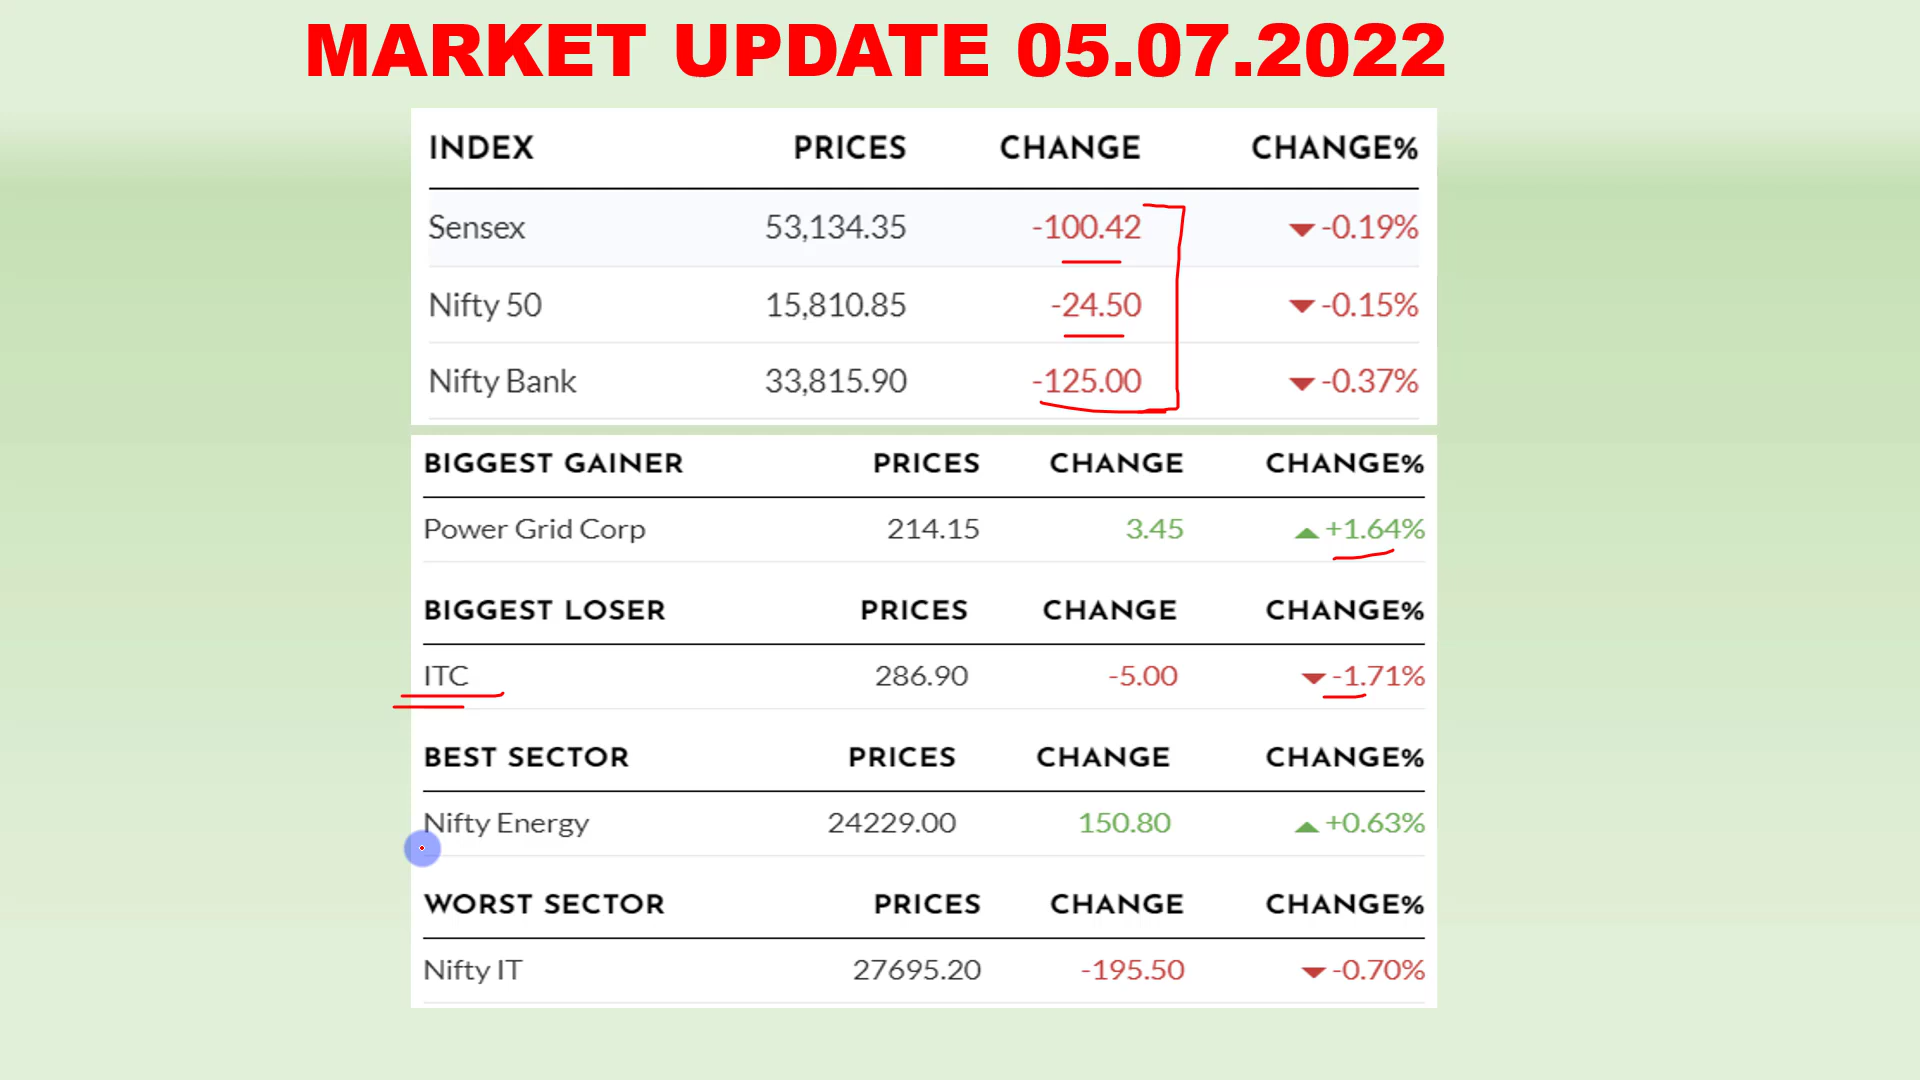 MARKET UPDATE 05.07.2022
INDEX PRICES CHANGE CHANGE%
Sensex 53,134.35 -100.42 ▼ -0.19%
Nifty 50 15,810.85 -24.50 ▼ -0.15%
Nifty Bank 33,815.90 -125.00 ▼ -0.37%
BIGGEST GAINER PRICES CHANGE CHANGE%
Power Grid Corp 214.15 3.45 ▲ +1.64%
BIGGEST LOSER PRICES CHANGE CHANGE%
ITC 286.90 -5.00 ▼ -1.71%
BEST SECTOR PRICES CHANGE CHANGE%
Nifty Energy 24229.00 150.80 ▲ +0.63%
WORST SECTOR PRICES CHANGE CHANGE%
Nifty IT 27695.20 -195.50 ▼ -0.70%